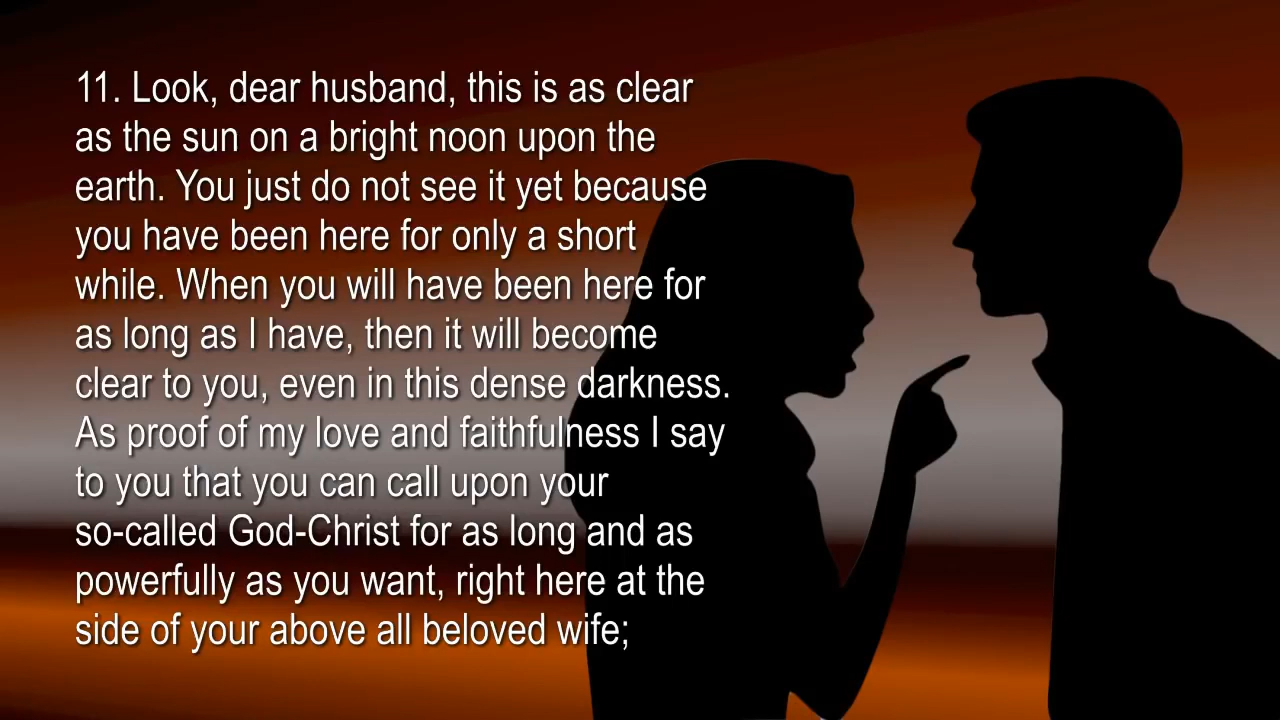 11. Look, dear husband, this is as clear
as the sun on a bright noon upon the
earth. You just do not see it yet because
you have been here for only a short
while. When you will have been here for
as long as I have, then it will become
clear to you, even in this dense darkness.
As proof of my love and faithfulness I say
to you that you can call upon your
so-called God-Christ for as long and as
powerfully as you want, right here at the
side of your above all beloved wife;